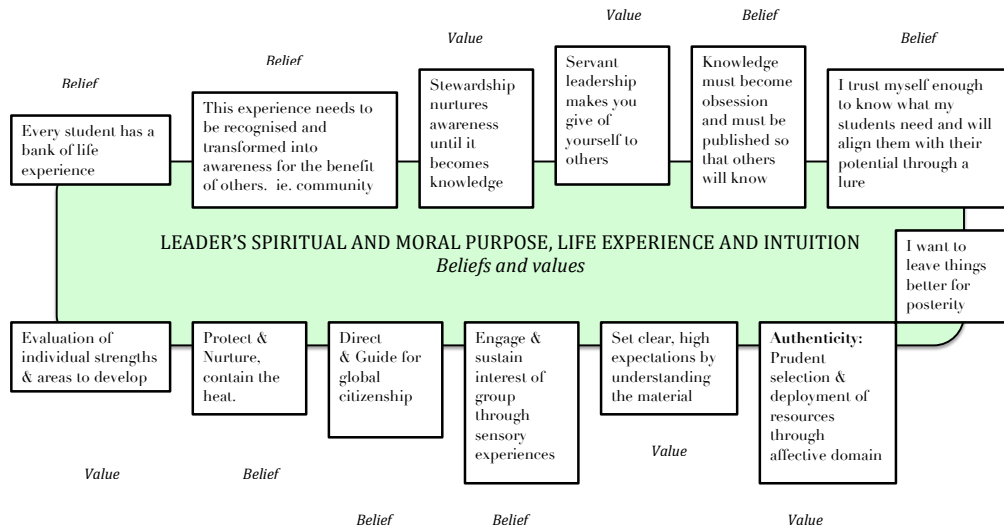 Belief
Every student has a
bank of life
experience
Belief
This experience needs to
be recognised and
transformed into
awareness for the benefit
of others. ie. community
Value
Stewardship
nurtures
awareness
until it
becomes
knowledge
Value
Servant
leadership
makes you
give of
yourself to
others
Belief
Knowledge
must become
obsession
and must be
published so
that others
will know
Belief
I trust myself enough
to know what my
students need and will
align them with their
potential through a
lure
LEADER'S SPIRITUAL AND MORAL PURPOSE, LIFE EXPERIENCE AND INTUITION
Beliefs and values
I want to
leave things
better for
posterity
Evaluation of
individual strengths
& areas to develop
Value
Protect &
Nurture,
contain the
heat.
Belief
Direct
& Guide for
global
citizenship
Belief
Engage &
sustain
interest of
group
through
sensory
experiences
Belief
Set clear, high
expectations by
understanding
the material
Value
Authenticity:
Prudent
selection &
deployment of
resources
through
affective domain
Value